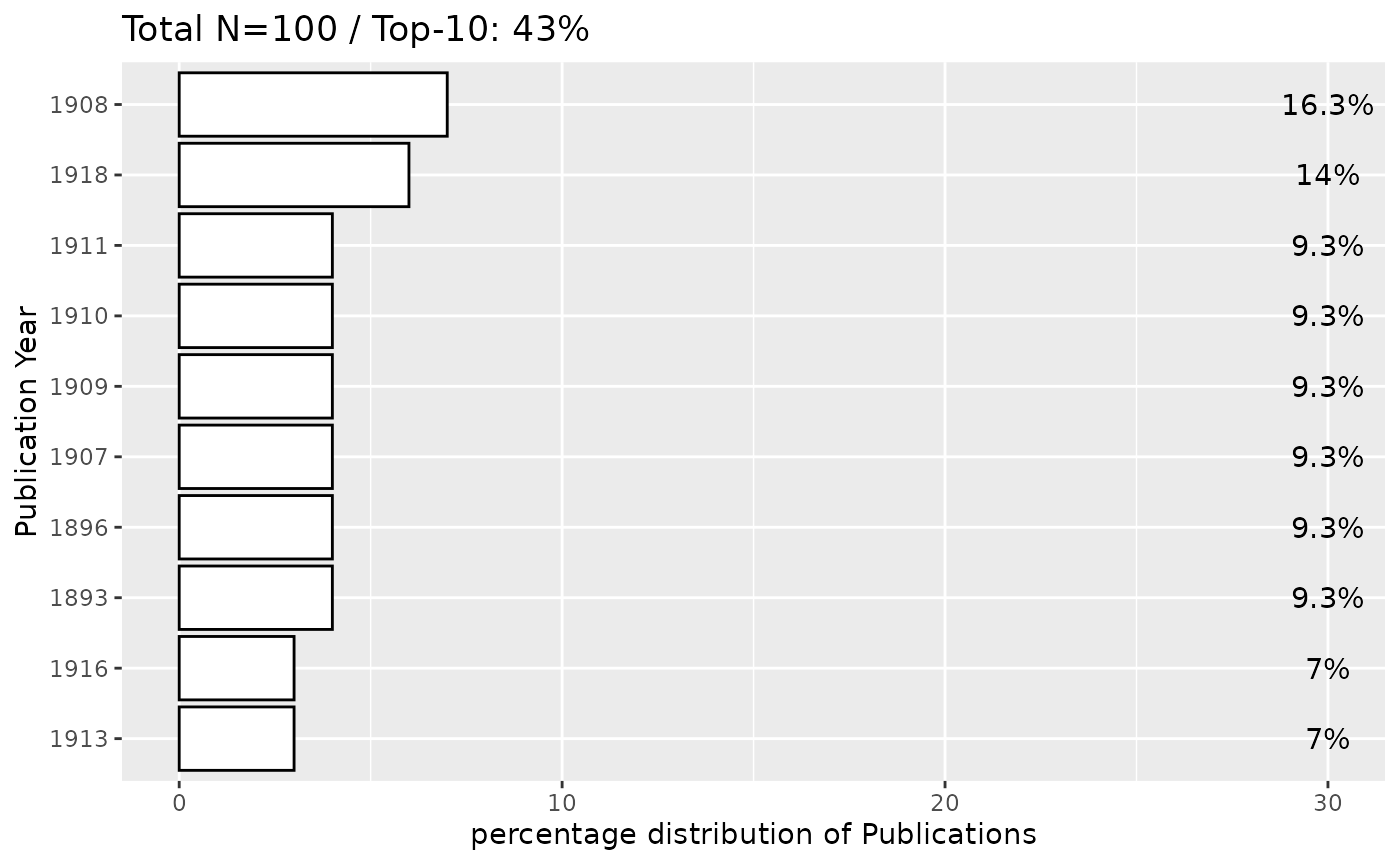 Total N=100 / Top-10: 43%
Publication Year
1908 16.3%
1918 14%
1911 9.3%
1910 9.3%
1909 9.3%
1907 9.3%
1896 9.3%
1893 9.3%
1916 7%
1913 7%
0 10 20 30
percentage distribution of Publications